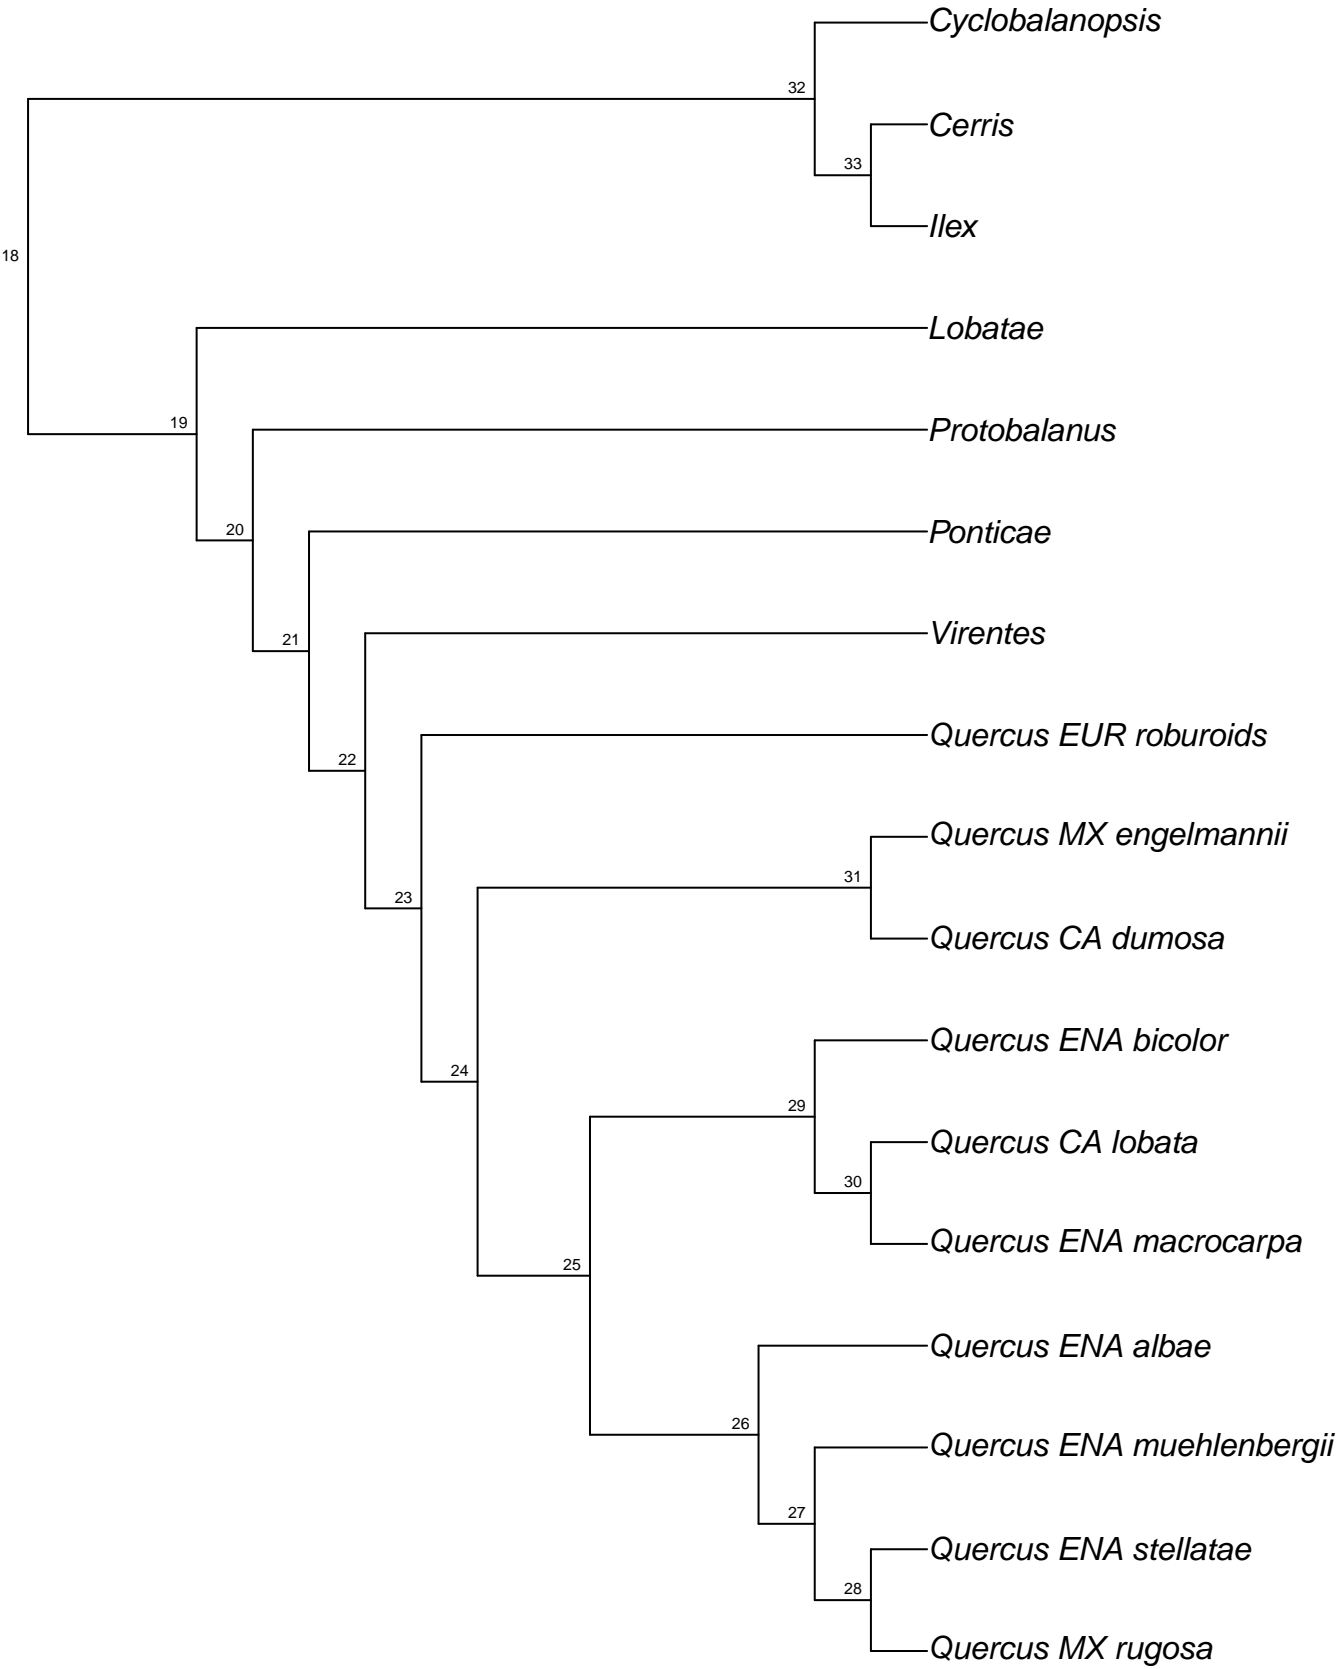 Cyclobalanopsis
32
Cerris
33
Ilex
18
Lobatae
19
Protobalanus
20
Ponticae
21
Virentes
22
Quercus EUR roburoids
23
Quercus MX engelmannii
31
Quercus CA dumosa
24
Quercus ENA bicolor
29
Quercus CA lobata
30
Quercus ENA macrocarpa
25
Quercus ENA albae
26
Quercus ENA muehlenbergii
27
Quercus ENA stellatae
28
Quercus MX rugosa